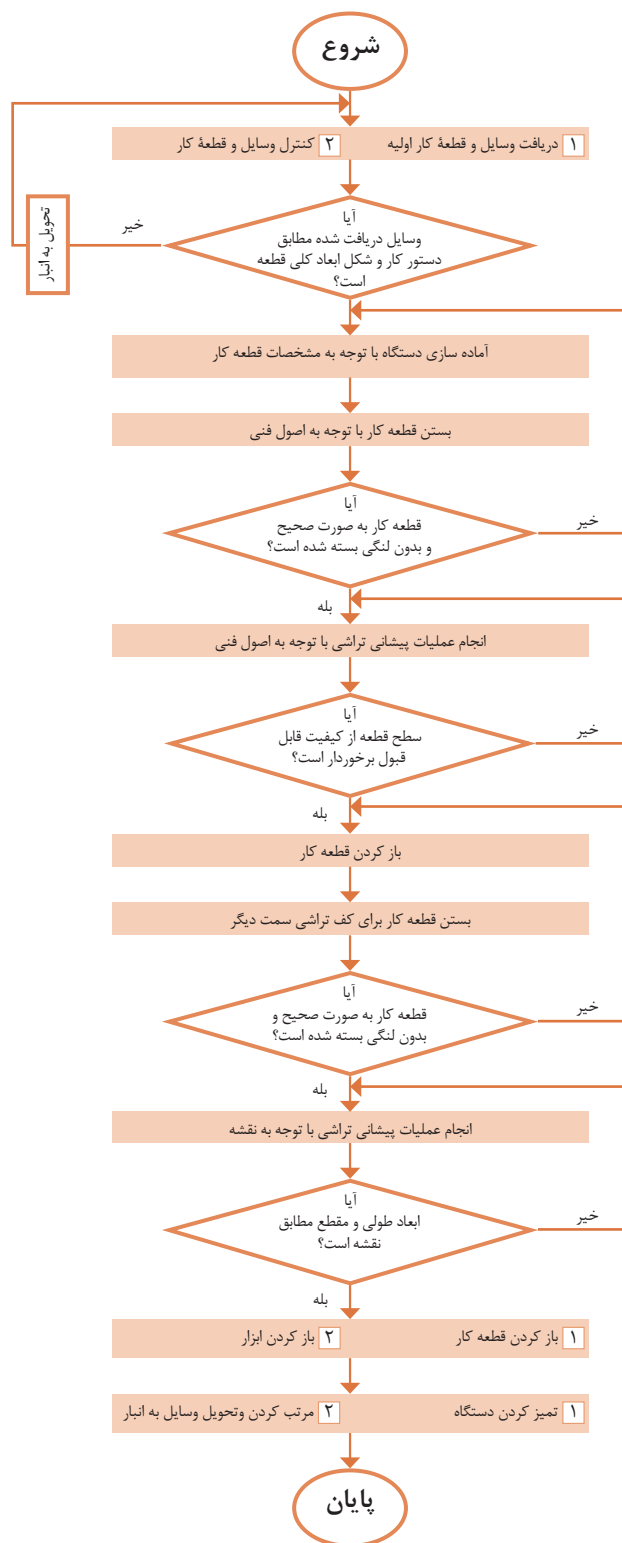 شروع
۱ دریافت وسایل و قطعهٔ کار اولیه
۲ کنترل وسایل و قطعهٔ کار
آیا
وسایل دریافت شده مطابق
دستور کار و شکل ابعاد کلی قطعه
است؟
خیر
تحویل به انبار
آماده سازی دستگاه با توجه به مشخصات قطعه کار
بستن قطعه کار با توجه به اصول فنی
آیا
قطعه کار به صورت صحیح
و بدون لنگی بسته شده است؟
خیر
بله
انجام عملیات پیشانی تراشی با توجه به اصول فنی
آیا
سطح قطعه از کیفیت قابل
قبول برخوردار است؟
خیر
بله
باز کردن قطعه کار
بستن قطعه کار برای کف تراشی سمت دیگر
آیا
قطعه کار به صورت صحیح و
بدون لنگی بسته شده است؟
خیر
بله
انجام عملیات پیشانی تراشی با توجه به نقشه
آیا
ابعاد طولی و مقطع مطابق
نقشه است؟
خیر
بله
۱ باز کردن قطعه کار
۲ باز کردن ابزار
۱ تمیز کردن دستگاه
۲ مرتب کردن وتحویل وسایل به انبار
پایان